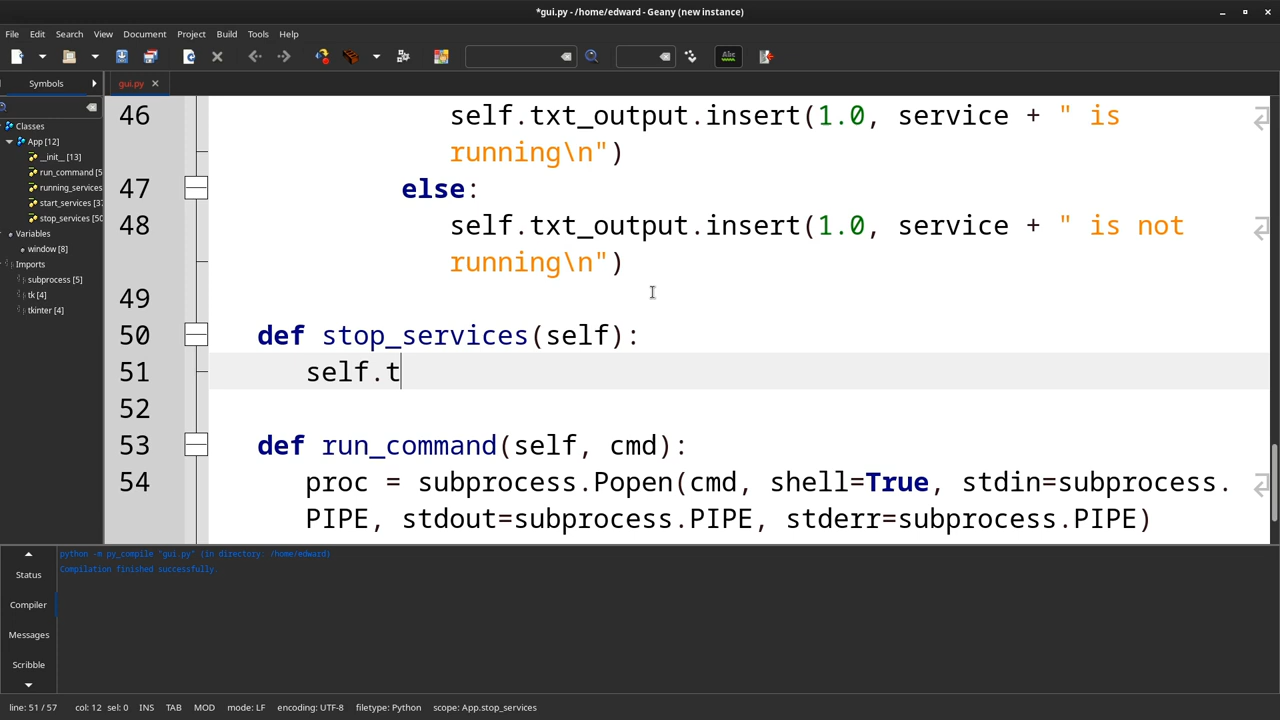 *gui.py - /home/edward - Geany (new instance)
File Edit Search View Document Project Build Tools Help
Symbols
gui.py
Classes
App [12]
__init__ [13]
run_command [5
running_services
start_services [37
stop_services [50
Variables
window [8]
Imports
subprocess [5]
tk [4]
tkinter [4]
46 self.txt_output.insert(1.0, service + " is
running\n")
47 else:
48 self.txt_output.insert(1.0, service + " is not
running\n")
49
50 def stop_services(self):
51 self.t
52
53 def run_command(self, cmd):
54 proc = subprocess.Popen(cmd, shell=True, stdin=subprocess.
PIPE, stdout=subprocess.PIPE, stderr=subprocess.PIPE)
Status
Compiler
Messages
Scribble
python -m py_compile "gui.py" (in directory: /home/edward)
Compilation finished successfully.
line: 51 / 57 col: 12 sel: 0 INS TAB MOD mode: LF encoding: UTF-8 filetype: Python scope: App.stop_services